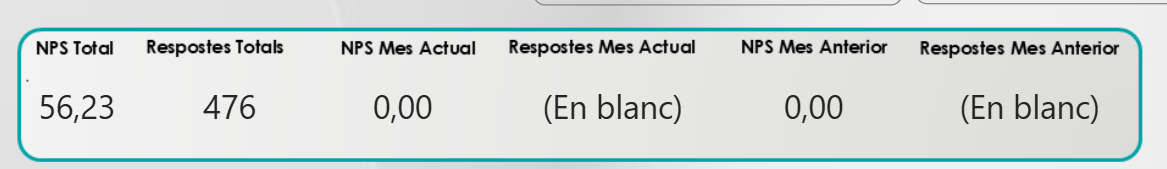 NPS Total Respostes Totals NPS Mes Actual Respostes Mes Actual NPS Mes Anterior Respostes Mes Anterior
56,23 476 0,00 (En blanc) 0,00 (En blanc)